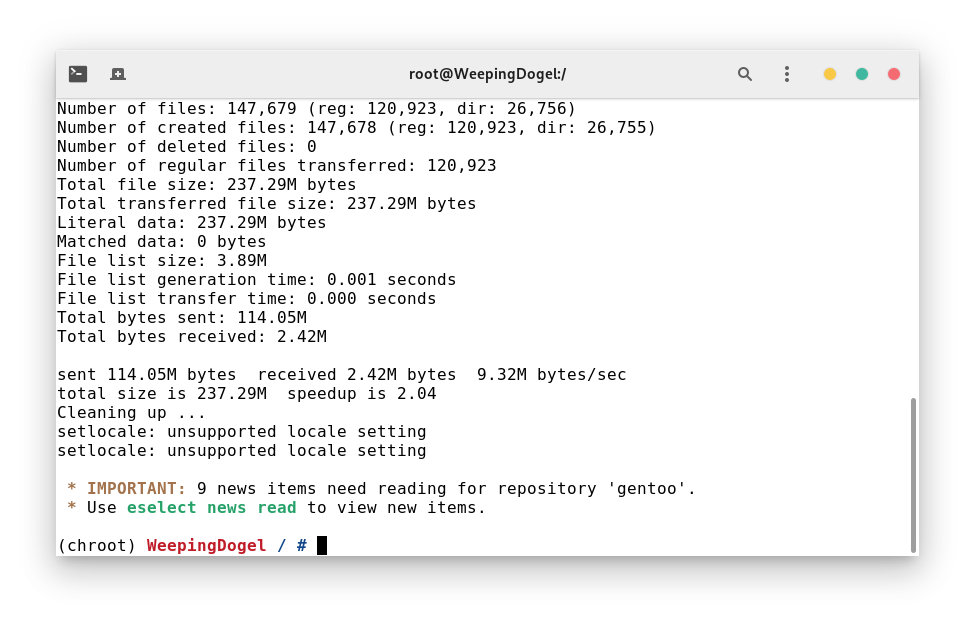 root@WeepingDogel:/
Number of files: 147,679 (reg: 120,923, dir: 26,756)
Number of created files: 147,678 (reg: 120,923, dir: 26,755)
Number of deleted files: 0
Number of regular files transferred: 120,923
Total file size: 237.29M bytes
Total transferred file size: 237.29M bytes
Literal data: 237.29M bytes
Matched data: 0 bytes
File list size: 3.89M
File list generation time: 0.001 seconds
File list transfer time: 0.000 seconds
Total bytes sent: 114.05M
Total bytes received: 2.42M
sent 114.05M bytes  received 2.42M bytes  9.32M bytes/sec
total size is 237.29M  speedup is 2.04
Cleaning up ...
setlocale: unsupported locale setting
setlocale: unsupported locale setting
 * IMPORTANT: 9 news items need reading for repository 'gentoo'.
 * Use eselect news read to view new items.
(chroot) WeepingDogel / #